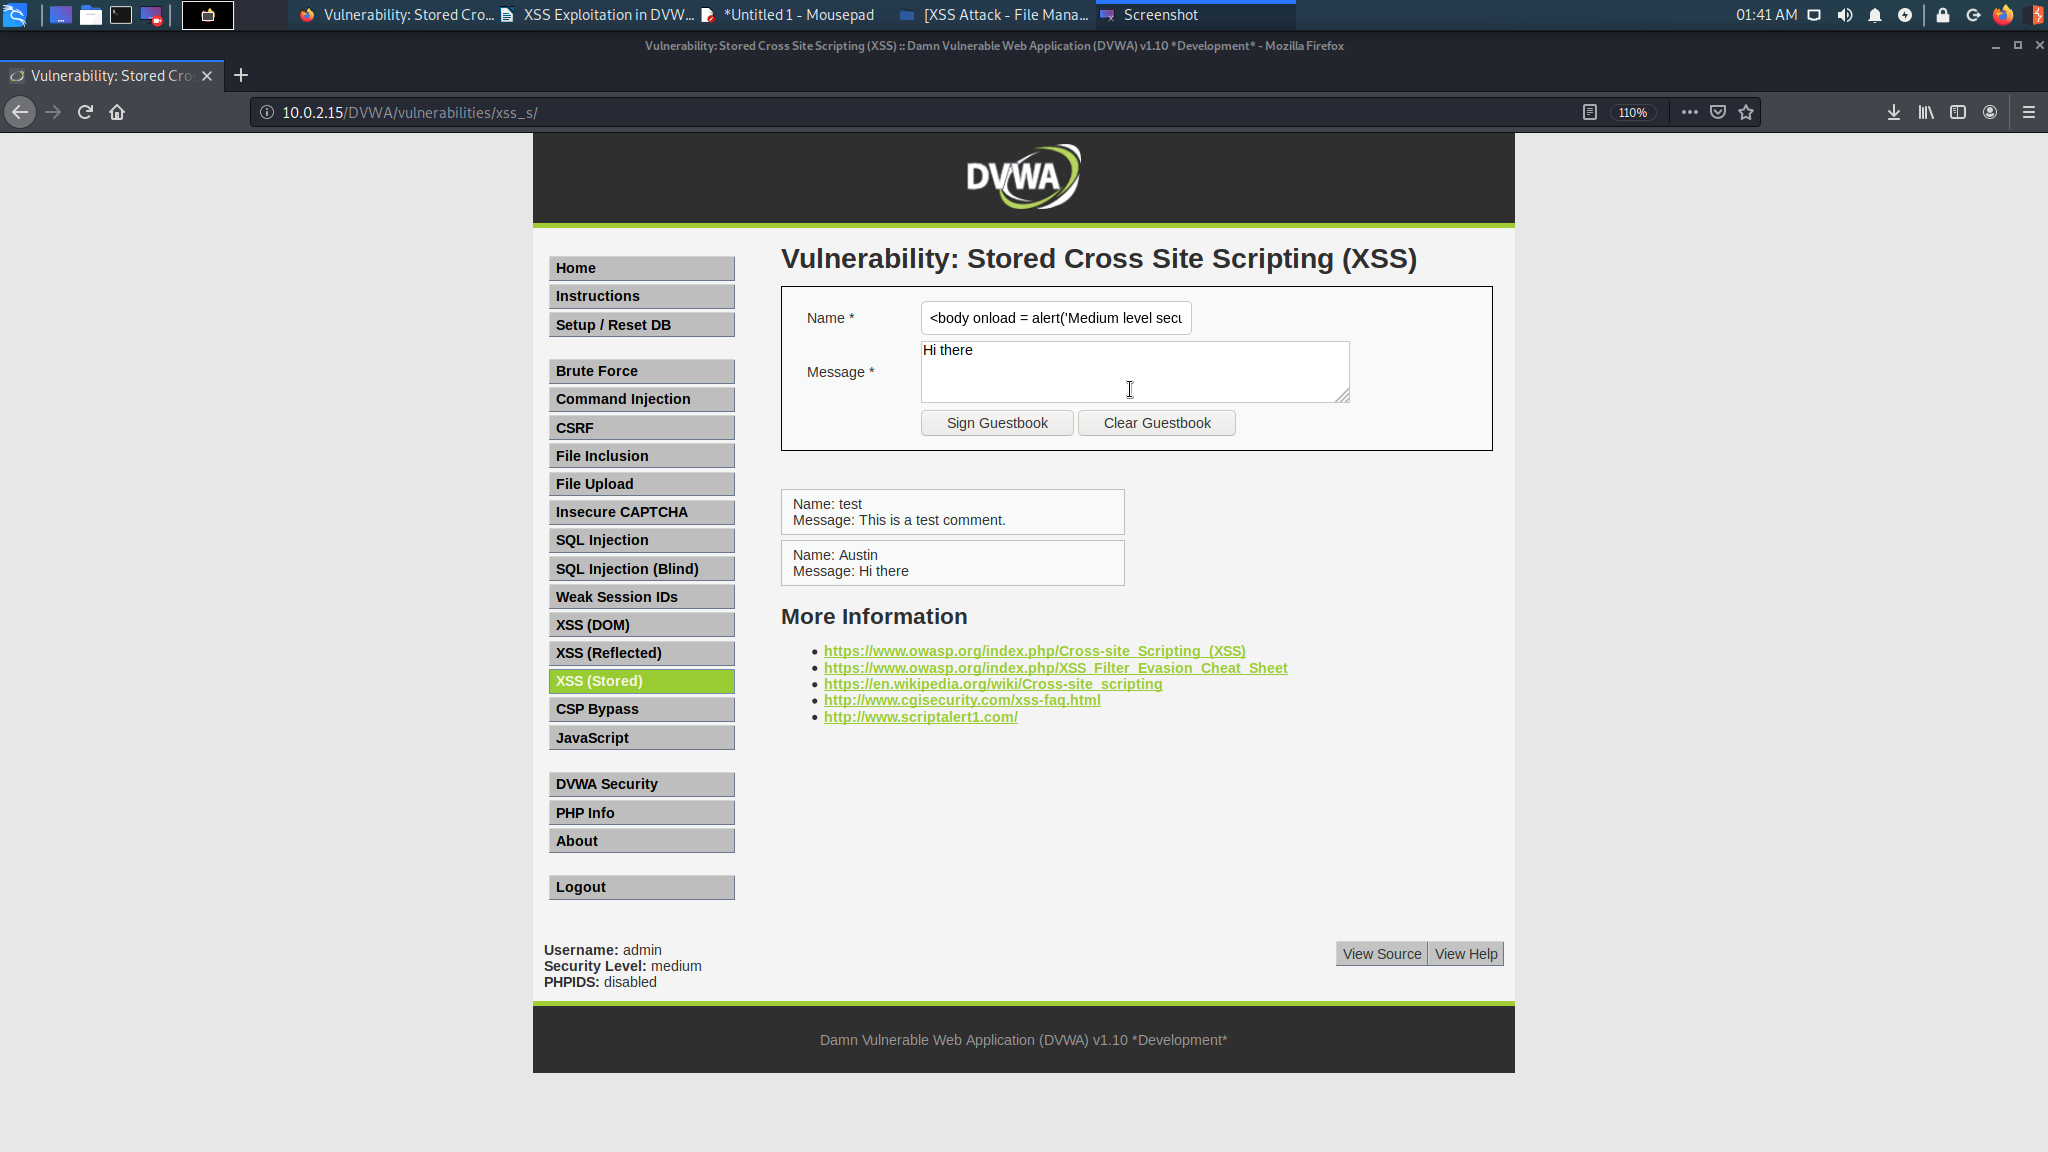 Vulnerability: Stored Cro...
XSS Exploitation in DVW...
*Untitled 1 - Mousepad
[XSS Attack - File Mana...
Screenshot
01:41 AM
Vulnerability: Stored Cross Site Scripting (XSS) :: Damn Vulnerable Web Application (DVWA) v1.10 *Development* - Mozilla Firefox
Vulnerability: Stored Cro
10.0.2.15/DVWA/vulnerabilities/xss_s/
110%
DVWA
Vulnerability: Stored Cross Site Scripting (XSS)
Name *
<body onload = alert('Medium level secu
Message *
Hi there
Sign Guestbook
Clear Guestbook
Name: test
Message: This is a test comment.
Name: Austin
Message: Hi there
More Information
https://www.owasp.org/index.php/Cross-site_Scripting_(XSS)
https://www.owasp.org/index.php/XSS_Filter_Evasion_Cheat_Sheet
https://en.wikipedia.org/wiki/Cross-site_scripting
http://www.cgisecurity.com/xss-faq.html
http://www.scriptalert1.com/
Home
Instructions
Setup / Reset DB
Brute Force
Command Injection
CSRF
File Inclusion
File Upload
Insecure CAPTCHA
SQL Injection
SQL Injection (Blind)
Weak Session IDs
XSS (DOM)
XSS (Reflected)
XSS (Stored)
CSP Bypass
JavaScript
DVWA Security
PHP Info
About
Logout
Username: admin
Security Level: medium
PHPIDS: disabled
View Source
View Help
Damn Vulnerable Web Application (DVWA) v1.10 *Development*